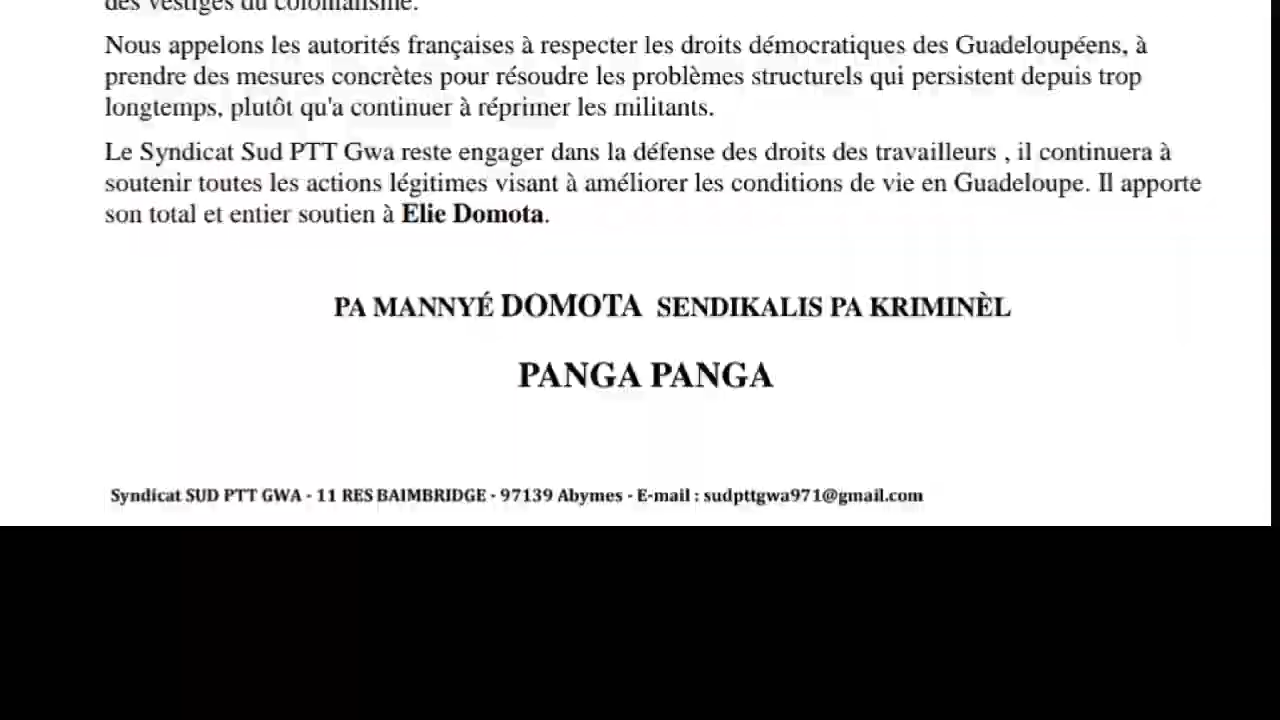 des vestiges du colonialisme.
Nous appelons les autorités françaises à respecter les droits démocratiques des Guadeloupéens, à
prendre des mesures concrètes pour résoudre les problèmes structurels qui persistent depuis trop
longtemps, plutôt qu'a continuer à réprimer les militants.
Le Syndicat Sud PTT Gwa reste engager dans la défense des droits des travailleurs , il continuera à
soutenir toutes les actions légitimes visant à améliorer les conditions de vie en Guadeloupe. Il apporte
son total et entier soutien à Elie Domota.
PA MANNYÉ DOMOTA SENDIKALIS PA KRIMINÈL
PANGA PANGA
Syndicat SUD PTT GWA - 11 RES BAIMBRIDGE - 97139 Abymes - E-mail : sudpttgwa971@gmail.com